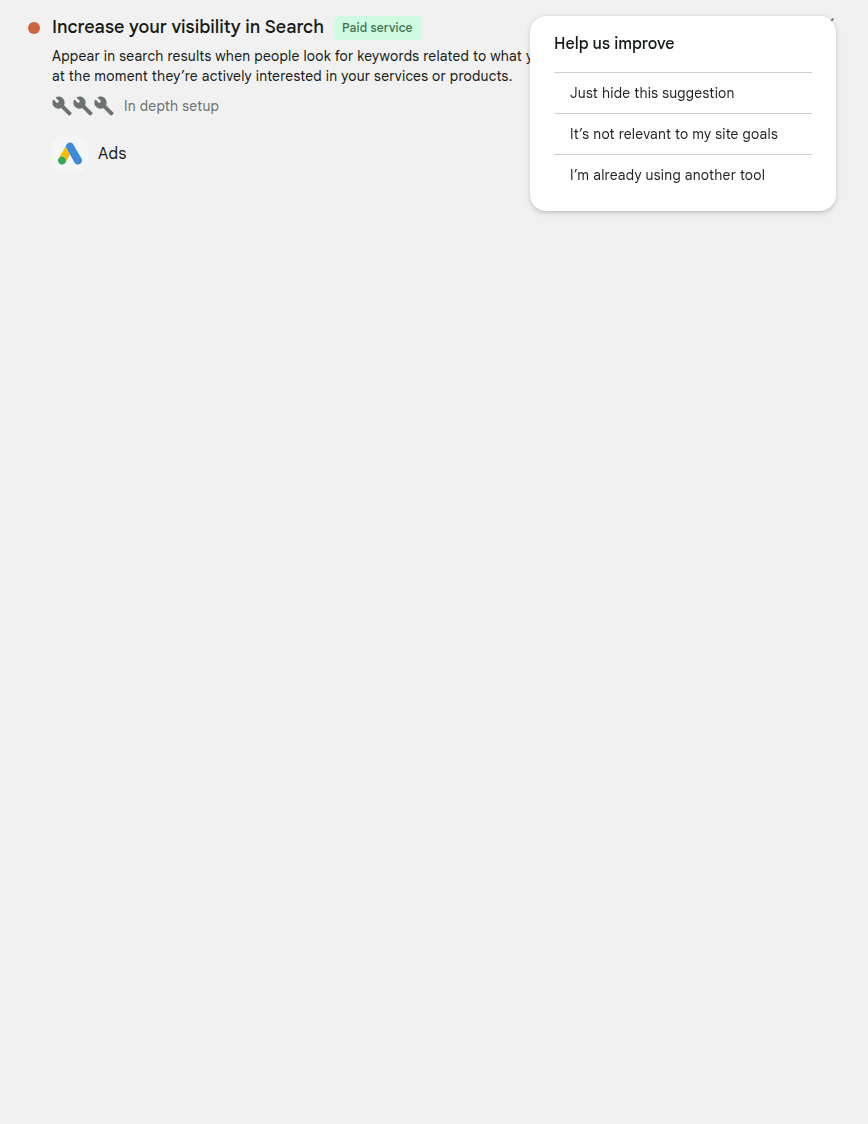 Increase your visibility in Search
Paid service
Appear in search results when people look for keywords related to what
at the moment they’re actively interested in your services or products.
In depth setup
Ads
Help us improve
Just hide this suggestion
It’s not relevant to my site goals
I’m already using another tool